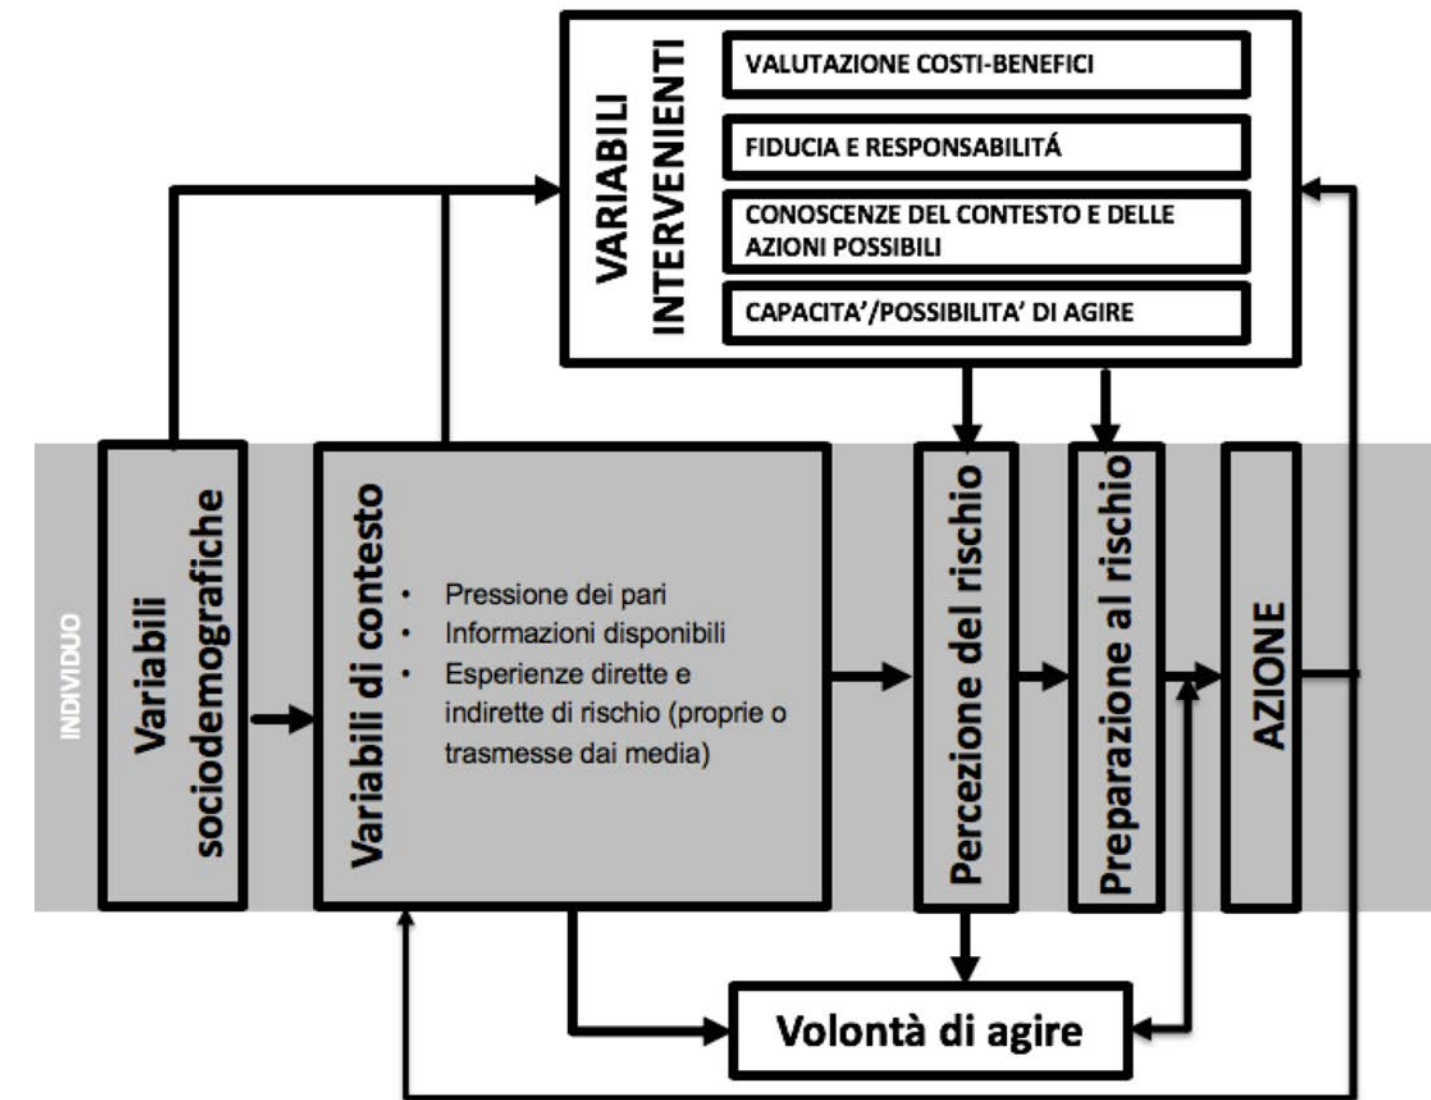 VARIABILI
INTERVENIENTI
VALUTAZIONE COSTI-BENEFICI
FIDUCIA E RESPONSABILITÁ
CONOSCENZE DEL CONTESTO E DELLE
AZIONI POSSIBILI
CAPACITA'/POSSIBILITA' DI AGIRE
INDIVIDUO
Variabili
sociodemografiche
Variabili di contesto
• Pressione dei pari
• Informazioni disponibili
• Esperienze dirette e
indirette di rischio (proprie o
trasmesse dai media)
Percezione del rischio
Preparazione al rischio
AZIONE
Volontà di agire